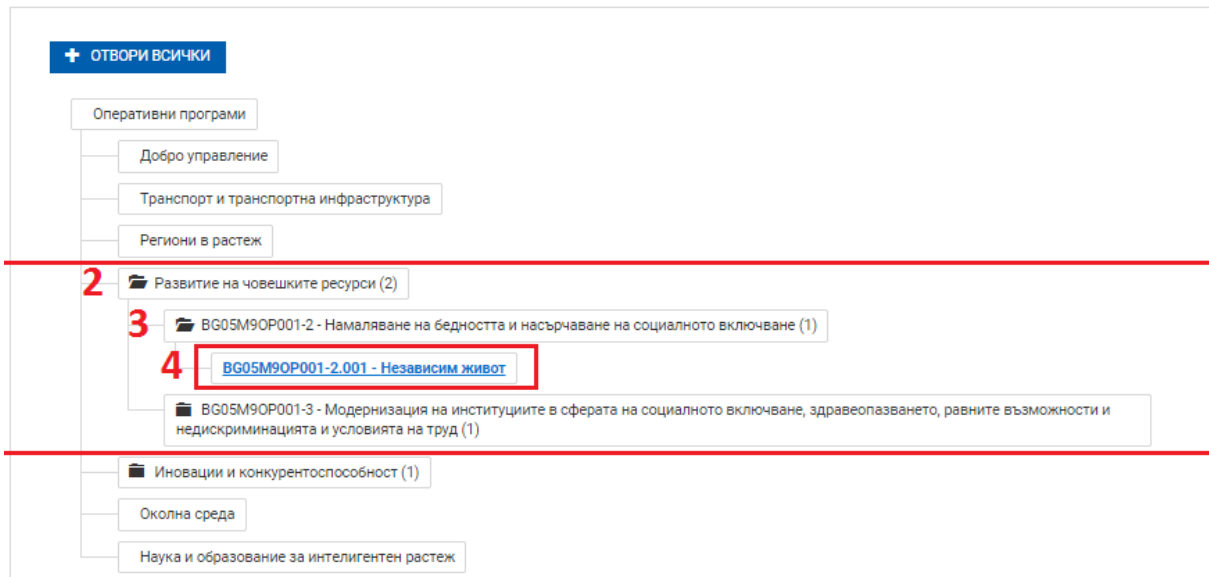 + ОТВОРИ ВСИЧКИ
Оперативни програми
Добро управление
Транспорт и транспортна инфраструктура
Региони в растеж
2 Развитие на човешките ресурси (2)
3 BG05M9OP001-2 - Намаляване на бедността и насърчаване на социалното включване (1)
4 BG05M9OP001-2.001 - Независим живот
BG05M9OP001-3 - Модернизация на институциите в сферата на социалното включване, здравеопазването, равните възможности и
недискриминацията и условията на труд (1)
Иновации и конкурентоспособност (1)
Околна среда
Наука и образование за интелигентен растеж